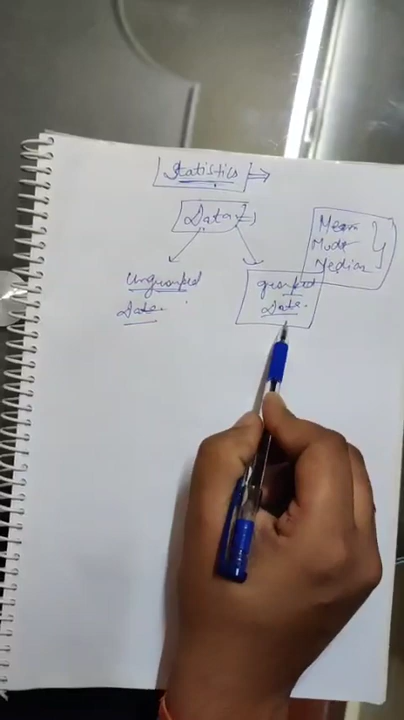 Statistics →
Data =)
Mean
Mode
Median }
Ungrouped
Data.
grouped
Data.